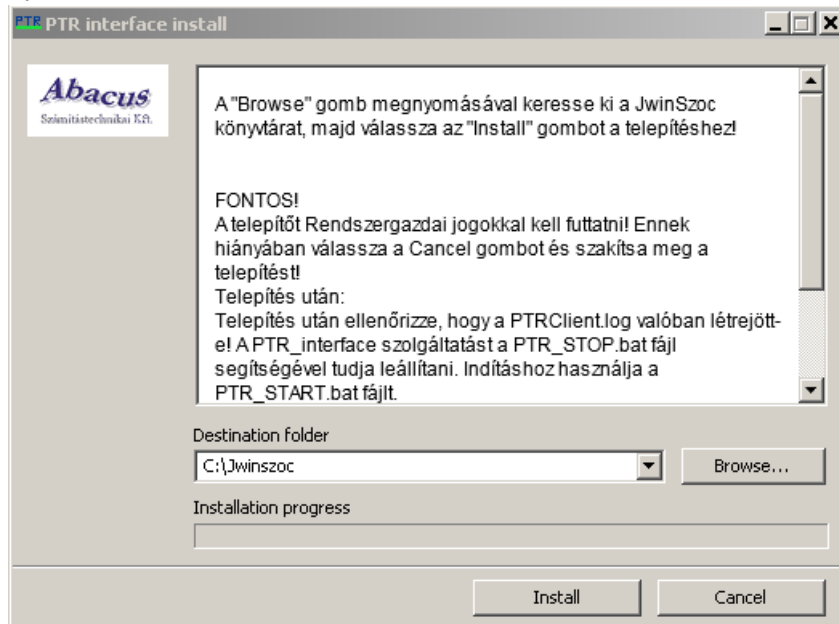 PTR PTR interface install
Abacus
Számítástechnikai Kft.
A "Browse" gomb megnyomásával keresse ki a JwinSzoc
könyvtárat, majd válassza az "Install" gombot a telepítéshez!
FONTOS!
A telepítőt Rendszergazdai jogokkal kell futtatni! Ennek
hiányában válassza a Cancel gombot és szakítsa meg a
telepítést!
Telepítés után:
Telepítés után ellenőrizze, hogy a PTRClient.log valóban létrejött-
e! A PTR_interface szolgáltatást a PTR_STOP.bat fájl
segítségével tudja leállítani. Indításhoz használja a
PTR_START.bat fájlt.
Destination folder
C:\Jwinszoc
Browse...
Installation progress
Install
Cancel